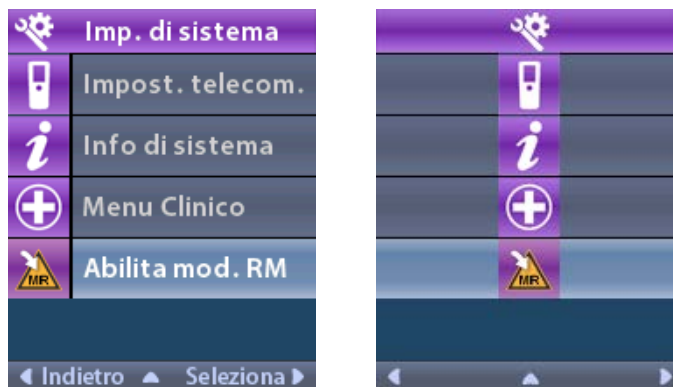 Imp. di sistema
Impost. telecom.
Info di sistema
Menu Clinico
MR Abilita mod. RM
Indietro Seleziona
MR